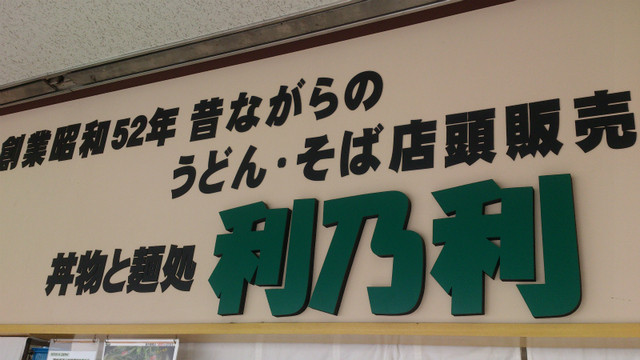 創業昭和52年 昔ながらの
うどん・そば店頭販売
丼物と麺処 利乃利